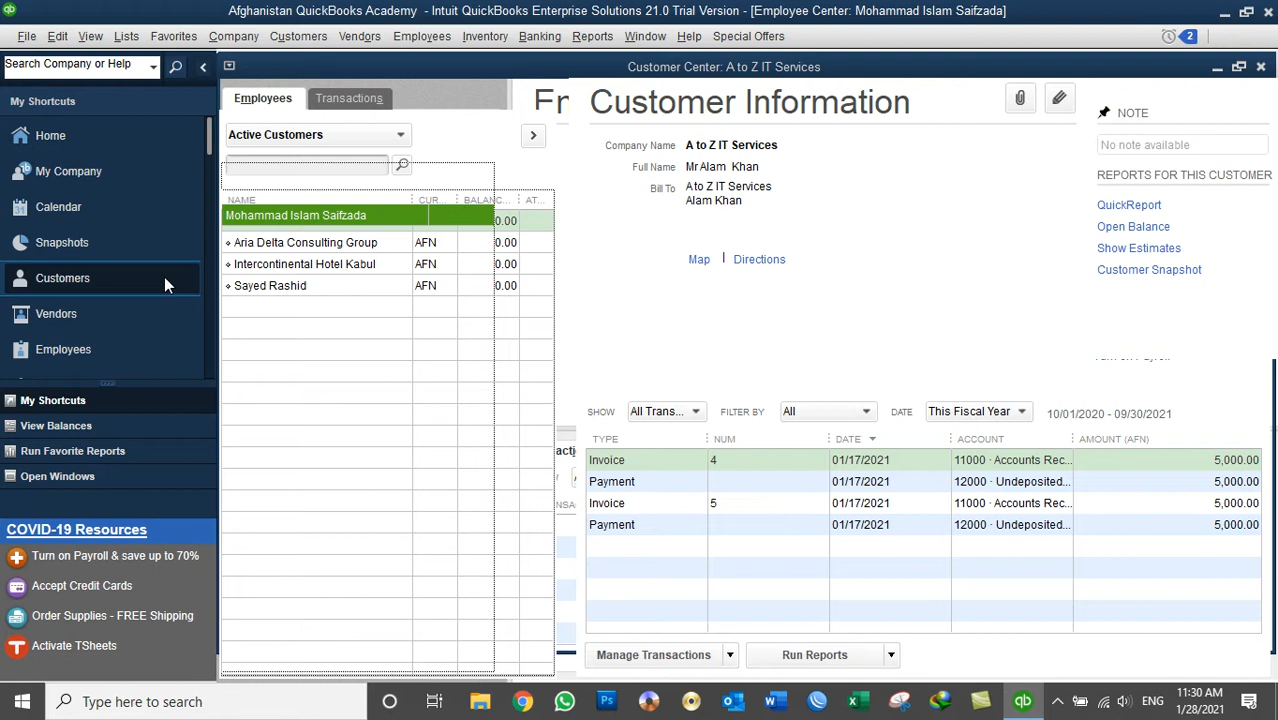 Afghanistan QuickBooks Academy - Intuit QuickBooks Enterprise Solutions 21.0 Trial Version - [Employee Center: Mohammad Islam Saifzada]
File Edit View Lists Favorites Company Customers Vendors Employees Inventory Banking Reports Window Help Special Offers 2
Search Company or Help
Customer Center: A to Z IT Services
My Shortcuts
Home
My Company
Calendar
Snapshots
Customers
Vendors
Employees
My Shortcuts
View Balances
Run Favorite Reports
Open Windows
COVID-19 Resources
Turn on Payroll & save up to 70%
Accept Credit Cards
Order Supplies - FREE Shipping
Activate TSheets
Employees Transactions
Active Customers
NAME CUR... BALANC... AT...
Mohammad Islam Saifzada 0.00
Aria Delta Consulting Group AFN 0.00
Intercontinental Hotel Kabul AFN 0.00
Sayed Rashid AFN 0.00
Customer Information
Company Name A to Z IT Services
Full Name Mr Alam Khan
Bill To A to Z IT Services
Alam Khan
Map Directions
NOTE
No note available
REPORTS FOR THIS CUSTOMER
QuickReport
Open Balance
Show Estimates
Customer Snapshot
SHOW All Trans... FILTER BY All DATE This Fiscal Year 10/01/2020 - 09/30/2021
TYPE NUM DATE ACCOUNT AMOUNT (AFN)
Invoice 4 01/17/2021 11000 · Accounts Rec... 5,000.00
Payment 01/17/2021 12000 · Undeposited... 5,000.00
Invoice 5 01/17/2021 11000 · Accounts Rec... 5,000.00
Payment 01/17/2021 12000 · Undeposited... 5,000.00
Manage Transactions Run Reports
Type here to search
ENG
11:30 AM
1/28/2021